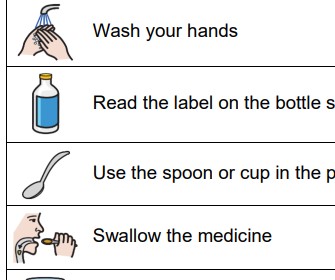 Wash your hands
Read the label on the bottle
Use the spoon or cup in the
Swallow the medicine